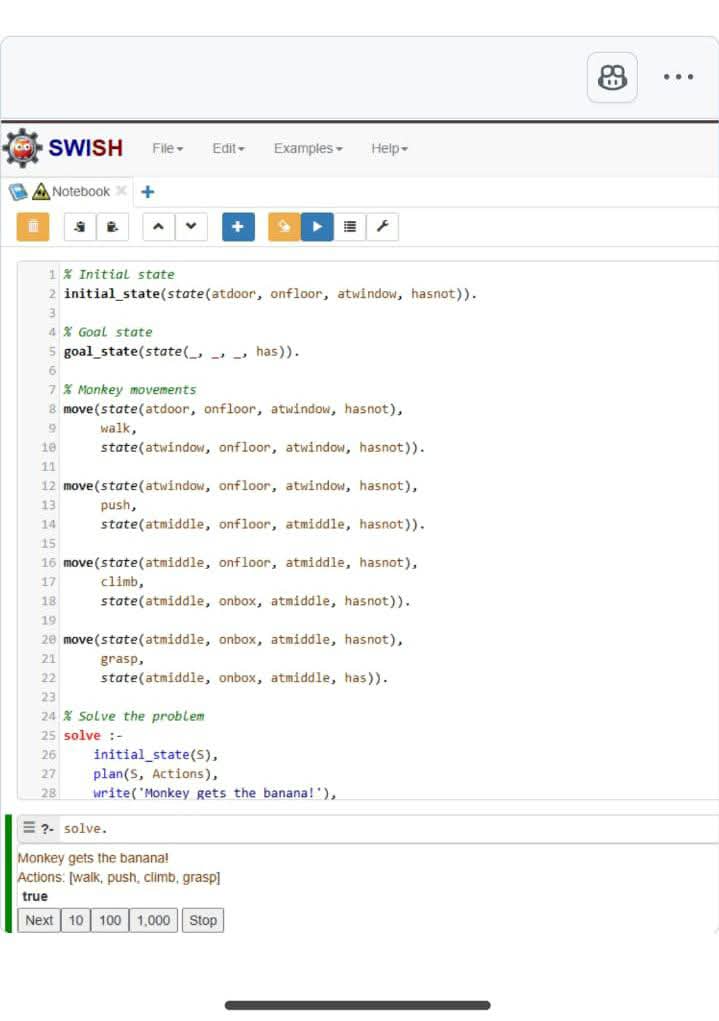 SWISH File Edit Examples Help
Notebook
1 % Initial state
2 initial_state(state(atdoor, onfloor, atwindow, hasnot)).
3
4 % Goal state
5 goal_state(state(_, _, _, has)).
6
7 % Monkey movements
8 move(state(atdoor, onfloor, atwindow, hasnot),
9 walk,
10 state(atwindow, onfloor, atwindow, hasnot)).
11
12 move(state(atwindow, onfloor, atwindow, hasnot),
13 push,
14 state(atmiddle, onfloor, atmiddle, hasnot)).
15
16 move(state(atmiddle, onfloor, atmiddle, hasnot),
17 climb,
18 state(atmiddle, onbox, atmiddle, hasnot)).
19
20 move(state(atmiddle, onbox, atmiddle, hasnot),
21 grasp,
22 state(atmiddle, onbox, atmiddle, has)).
23
24 % Solve the problem
25 solve :-
26 initial_state(S),
27 plan(S, Actions),
28 write('Monkey gets the banana!'),
?- solve.
Monkey gets the banana!
Actions: [walk, push, climb, grasp]
true
Next 10 100 1,000 Stop